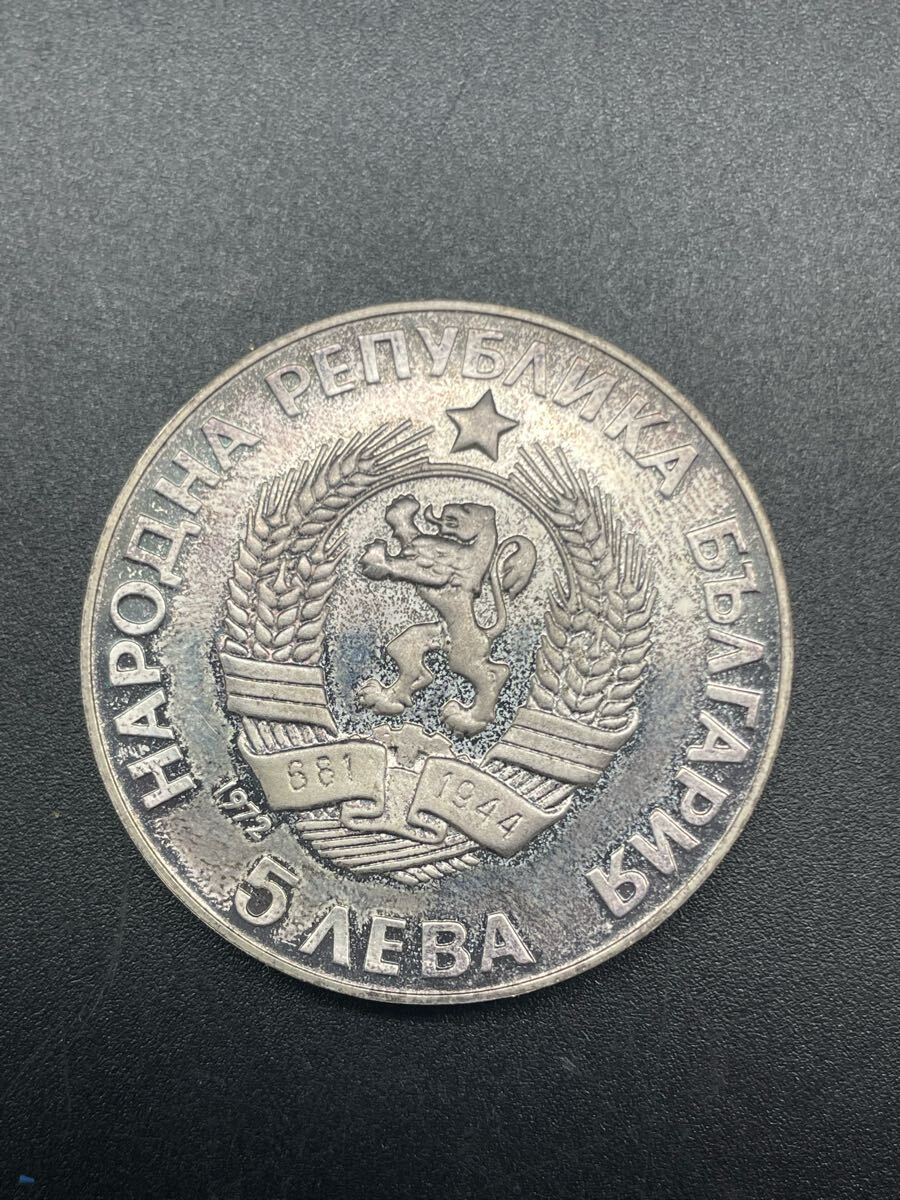 НАРОДНА РЕПУБЛИКА БЪЛГАРИЯ
681 1944
1972
5 ЛЕВА